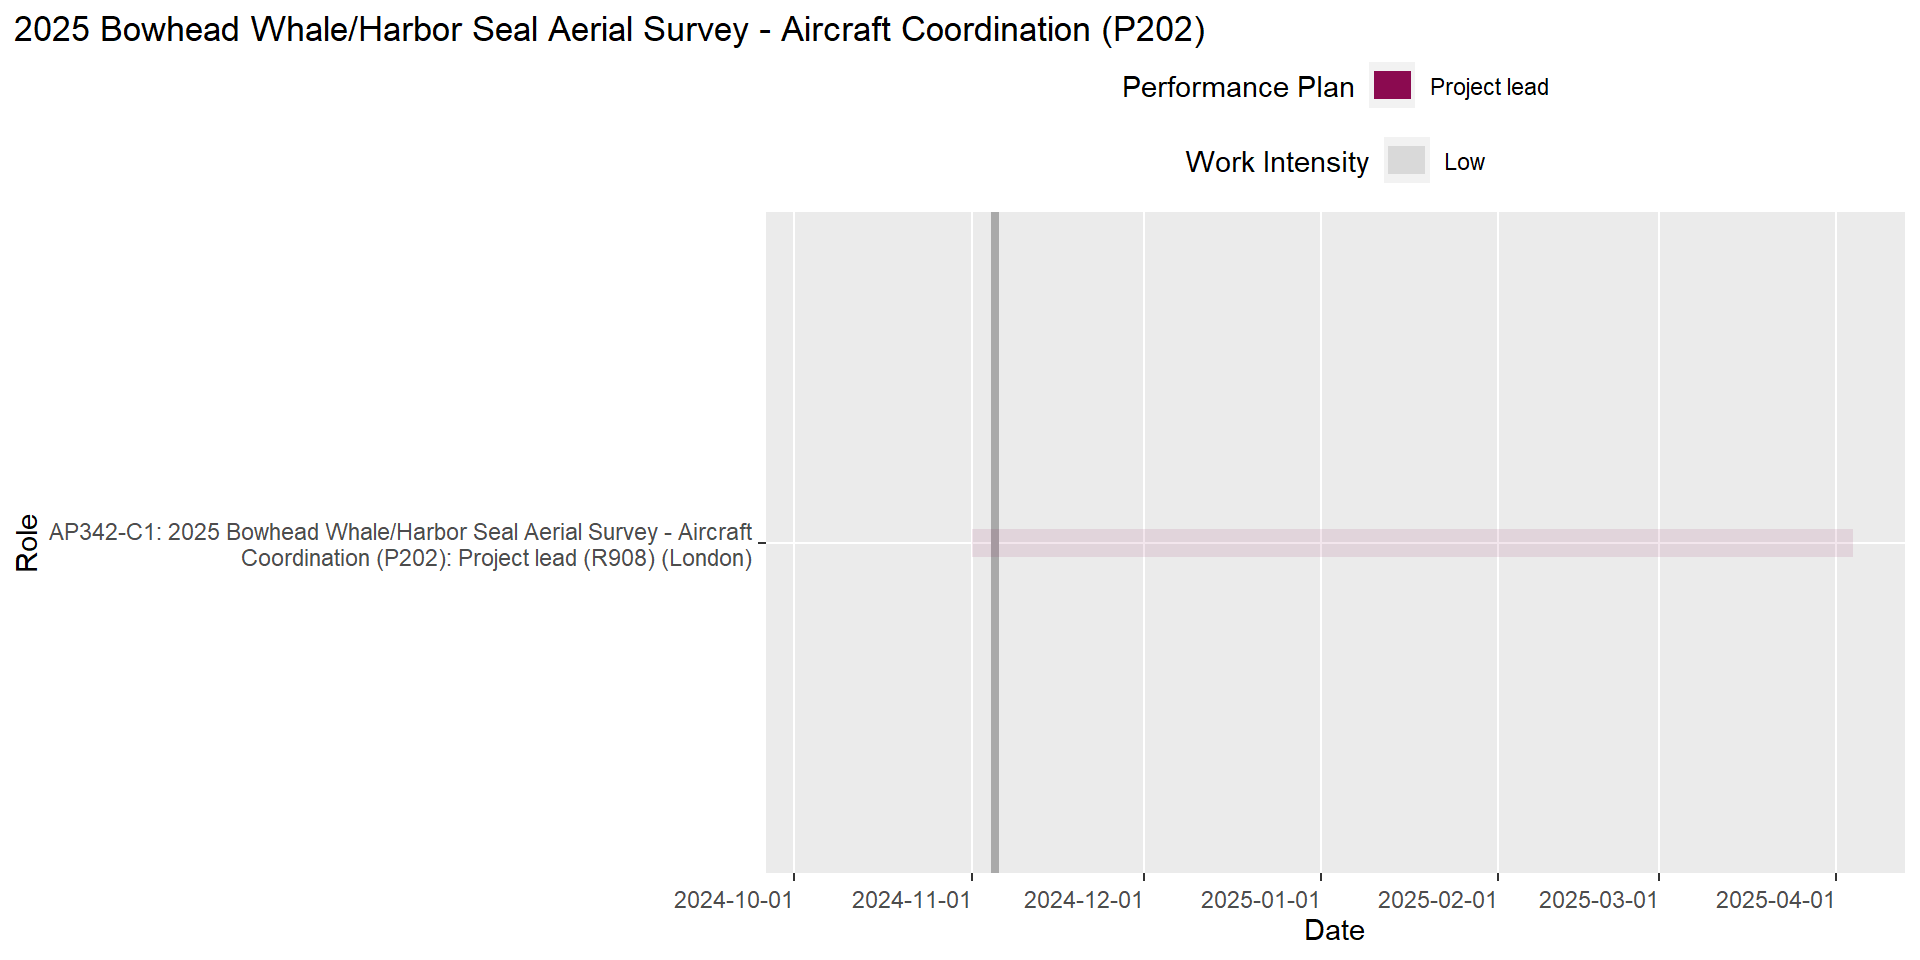 2025 Bowhead Whale/Harbor Seal Aerial Survey - Aircraft Coordination (P202)
Performance Plan
Project lead
Work Intensity
Low
Role
AP342-C1: 2025 Bowhead Whale/Harbor Seal Aerial Survey - Aircraft
Coordination (P202): Project lead (R908) (London)
2024-10-01
2024-11-01
2024-12-01
2025-01-01
2025-02-01
2025-03-01
2025-04-01
Date